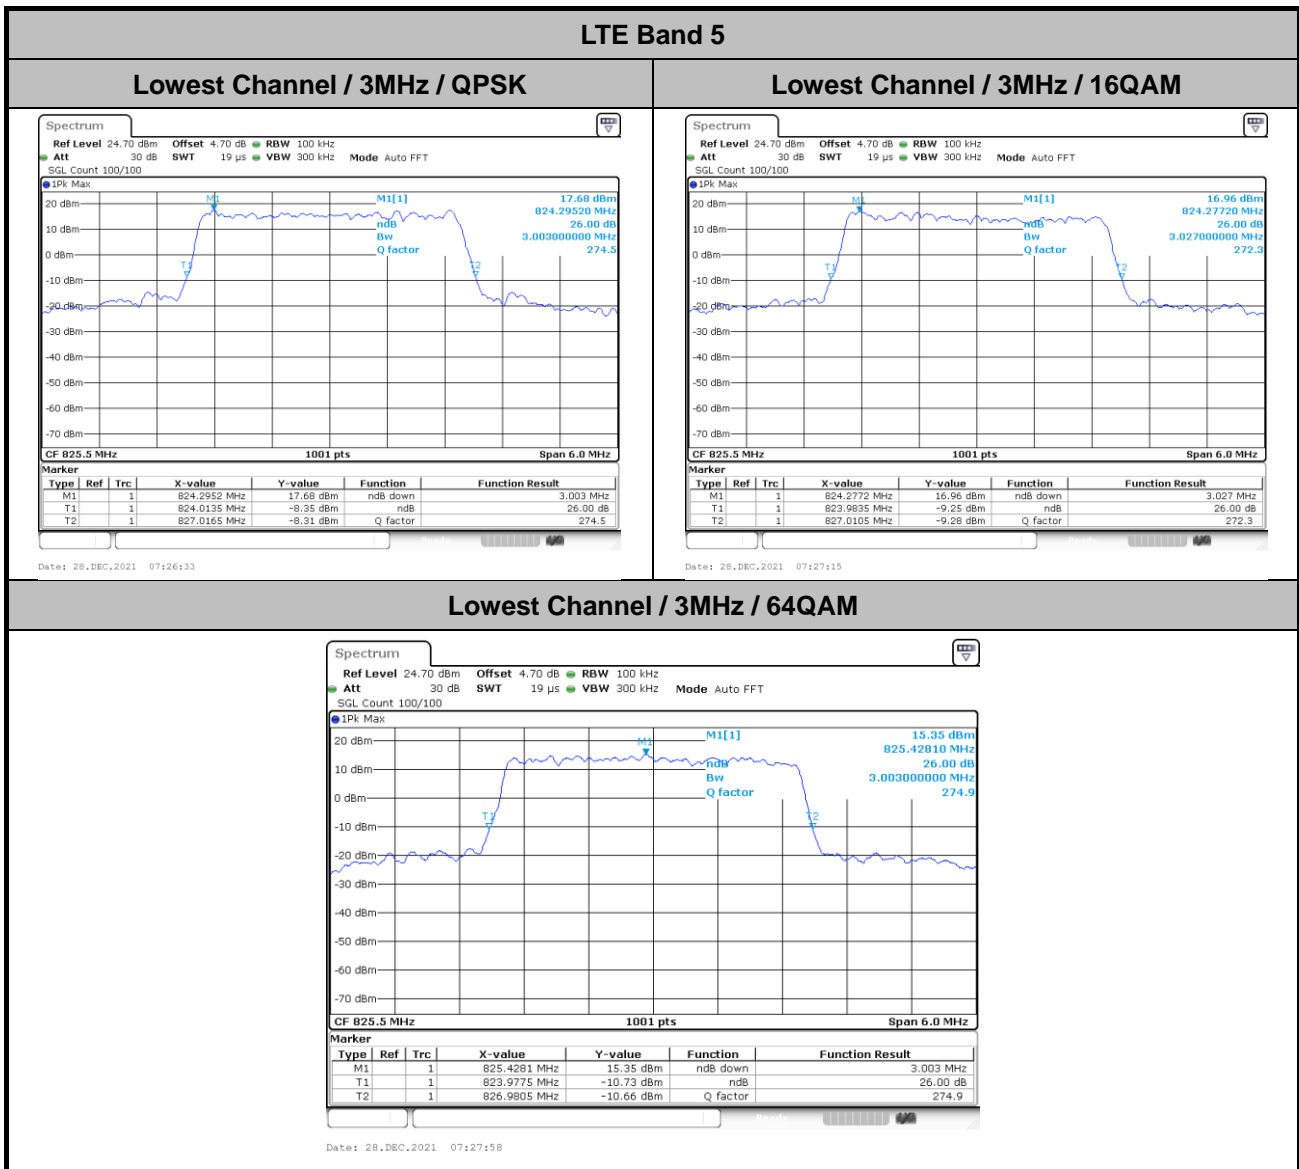 LTE Band 5
Lowest Channel / 3MHz / QPSK
Lowest Channel / 3MHz / 16QAM
Spectrum
Ref Level 24.70 dBm Offset 4.70 dB RBW 100 kHz
Att 30 dB SWT 19 µs VBW 300 kHz Mode Auto FFT
SGL Count 100/100
1Pk Max
M1[1] 17.68 dBm
824.29520 MHz
ndB 26.00 dB
Bw 3.003000000 MHz
Q factor 274.5
M1
T1
T2
20 dBm
10 dBm
0 dBm
-10 dBm
-20 dBm
-30 dBm
-40 dBm
-50 dBm
-60 dBm
-70 dBm
CF 825.5 MHz 1001 pts Span 6.0 MHz
Marker
Type Ref Trc X-value Y-value Function Function Result
M1 1 824.2952 MHz 17.68 dBm ndB down 3.003 MHz
T1 1 824.0135 MHz -8.35 dBm ndB 26.00 dB
T2 1 827.0165 MHz -8.31 dBm Q factor 274.5
Ready
Date: 28.DEC.2021 07:26:33
Spectrum
Ref Level 24.70 dBm Offset 4.70 dB RBW 100 kHz
Att 30 dB SWT 19 µs VBW 300 kHz Mode Auto FFT
SGL Count 100/100
1Pk Max
M1[1] 16.96 dBm
824.27720 MHz
ndB 26.00 dB
Bw 3.027000000 MHz
Q factor 272.3
M1
T1
T2
20 dBm
10 dBm
0 dBm
-10 dBm
-20 dBm
-30 dBm
-40 dBm
-50 dBm
-60 dBm
-70 dBm
CF 825.5 MHz 1001 pts Span 6.0 MHz
Marker
Type Ref Trc X-value Y-value Function Function Result
M1 1 824.2772 MHz 16.96 dBm ndB down 3.027 MHz
T1 1 823.9835 MHz -9.25 dBm ndB 26.00 dB
T2 1 827.0105 MHz -9.28 dBm Q factor 272.3
Ready
Date: 28.DEC.2021 07:27:15
Lowest Channel / 3MHz / 64QAM
Spectrum
Ref Level 24.70 dBm Offset 4.70 dB RBW 100 kHz
Att 30 dB SWT 19 µs VBW 300 kHz Mode Auto FFT
SGL Count 100/100
1Pk Max
M1[1] 15.35 dBm
825.42810 MHz
ndB 26.00 dB
Bw 3.003000000 MHz
Q factor 274.9
M1
T1
T2
20 dBm
10 dBm
0 dBm
-10 dBm
-20 dBm
-30 dBm
-40 dBm
-50 dBm
-60 dBm
-70 dBm
CF 825.5 MHz 1001 pts Span 6.0 MHz
Marker
Type Ref Trc X-value Y-value Function Function Result
M1 1 825.4281 MHz 15.35 dBm ndB down 3.003 MHz
T1 1 823.9775 MHz -10.73 dBm ndB 26.00 dB
T2 1 826.9805 MHz -10.66 dBm Q factor 274.9
Ready
Date: 28.DEC.2021 07:27:58